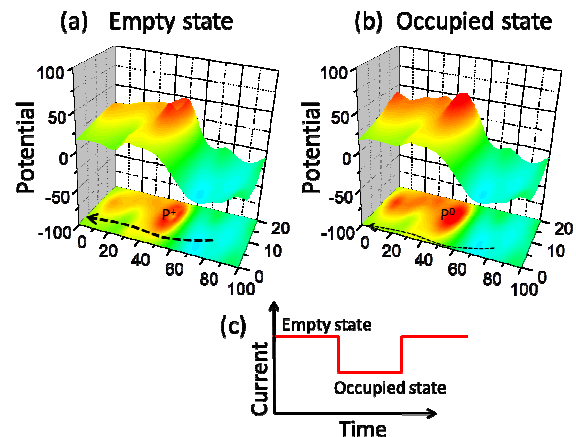 (a) Empty state
(b) Occupied state
Potential
100
50
0
-50
-100
0
20
40
60
80
100
0
10
20
P+
Potential
100
50
0
-50
-100
0
20
40
60
80
100
0
10
20
P0
(c)
Current
Empty state
Occupied state
Time